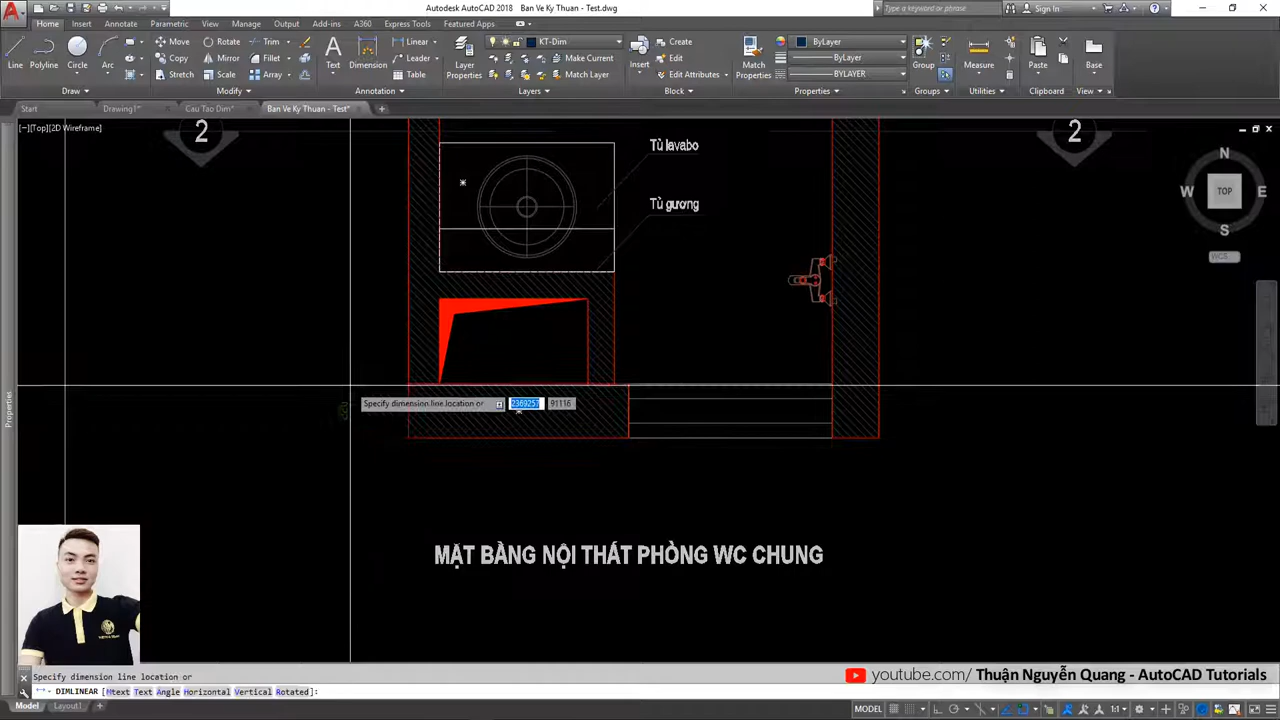 Autodesk AutoCAD 2018 Ban Ve Ky Thuan - Test.dwg
Type a keyword or phrase
Sign In
Home Insert Annotate Parametric View Manage Output Add-ins A360 Express Tools Featured Apps
Line Polyline Circle Arc
Move Rotate Trim
Copy Mirror Fillet
Stretch Scale Array
Text Dimension
Linear
Leader
Table
Layer Properties
KT-Dim
Make Current
Match Layer
Insert
Create
Edit
Edit Attributes
Match Properties
ByLayer
ByLayer
BYLAYER
Group
Measure
Paste
Base
Draw Modify Annotation Layers Block Properties Groups Utilities Clipboard View
Start Drawing1* Cau Tao Dim* Ban Ve Ky Thuan - Test*
[−][Top][2D Wireframe]
2
2
N
W TOP E
S
WCS
Tủ lavabo
Tủ gương
Specify dimension line location or 2369257 91116
Properties
MẶT BẰNG NỘI THẤT PHÒNG WC CHUNG
Specify dimension line location or
DIMLINEAR [Mtext Text Angle Horizontal Vertical Rotated]:
youtube.com/ Thuận Nguyễn Quang - AutoCAD Tutorials
Model Layout1 +
MODEL 1:1